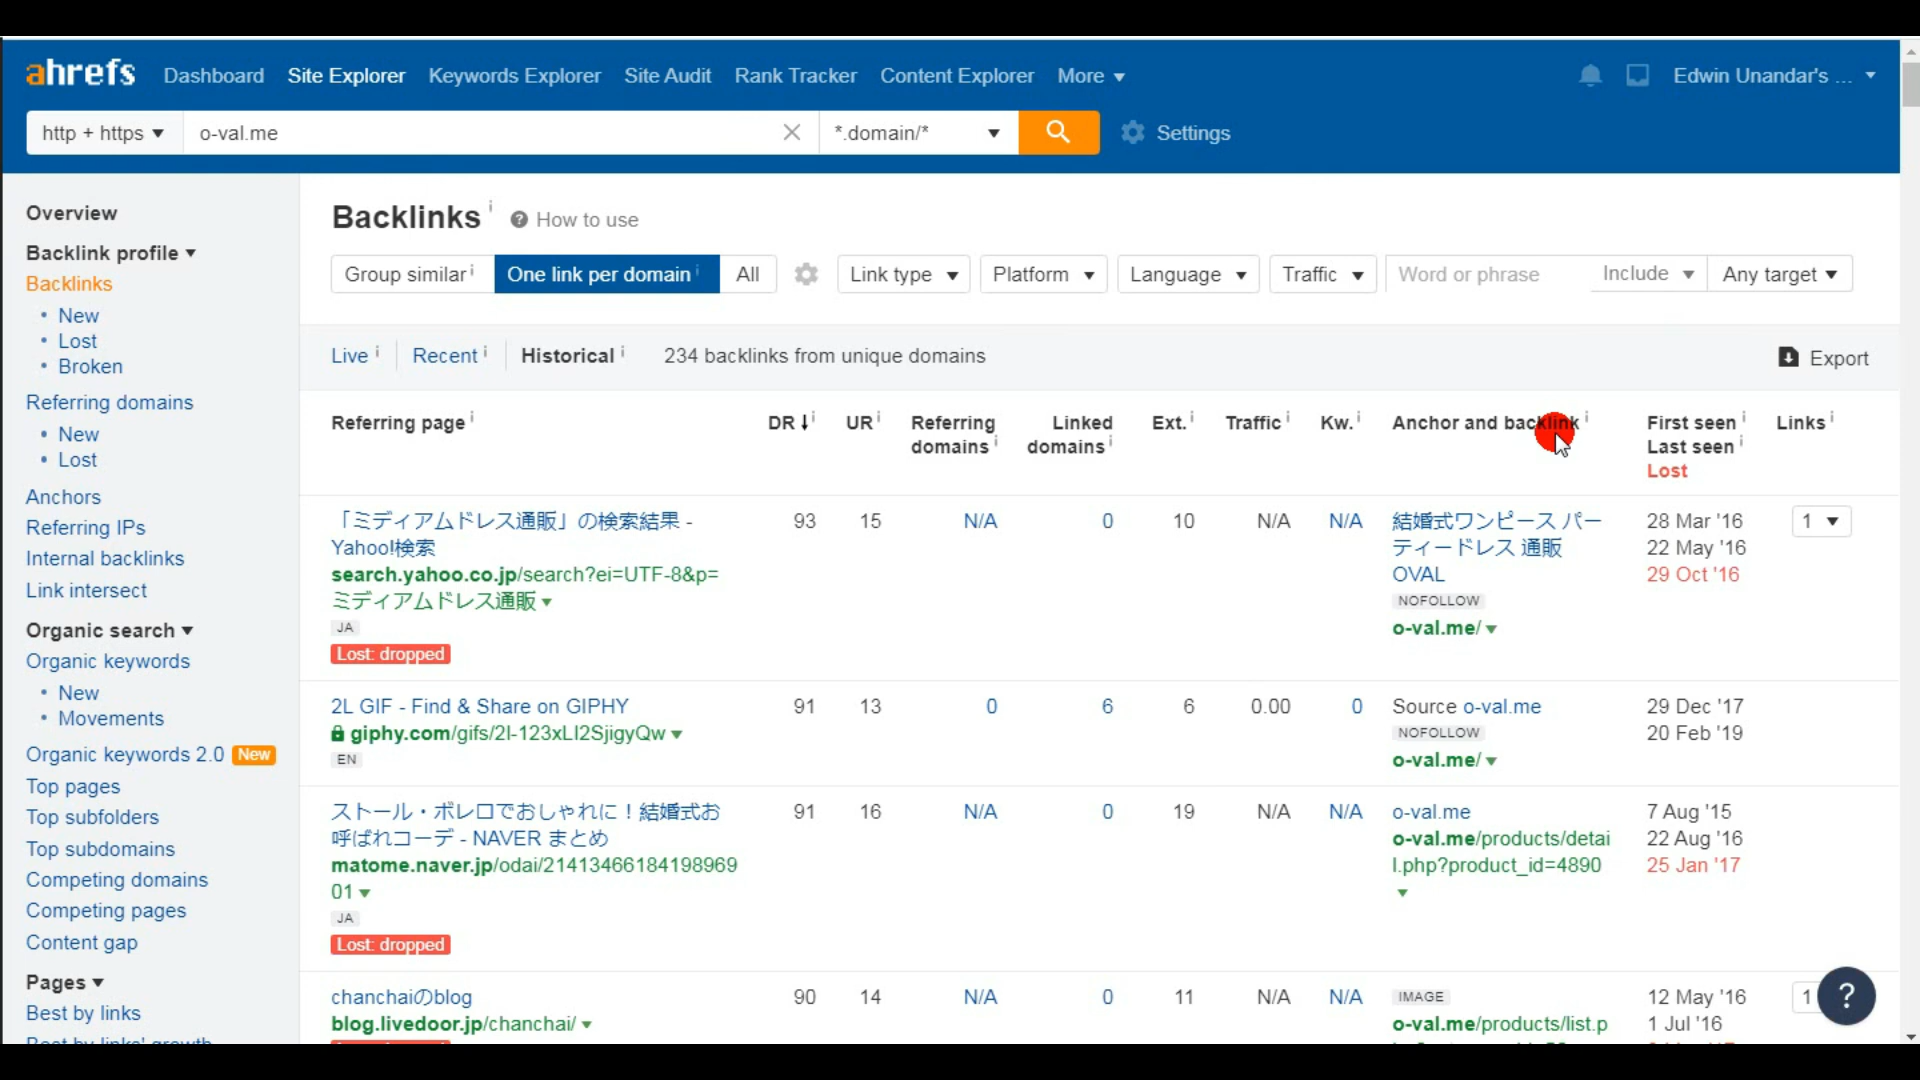 ahrefs Dashboard Site Explorer Keywords Explorer Site Audit Rank Tracker Content Explorer More Edwin Unandar's ...
http + https o-val.me *.domain/* Settings
Overview
Backlink profile
Backlinks
New
Lost
Broken
Referring domains
New
Lost
Anchors
Referring IPs
Internal backlinks
Link intersect
Organic search
Organic keywords
New
Movements
Organic keywords 2.0 New
Top pages
Top subfolders
Top subdomains
Competing domains
Competing pages
Content gap
Pages
Best by links
Best by links' growth
Backlinks i ? How to use
Group similar i One link per domain i All Link type Platform Language Traffic Word or phrase Include Any target
Live i Recent i Historical i 234 backlinks from unique domains Export
Referring page i DR i UR i Referring domains i Linked domains i Ext. i Traffic i Kw. i Anchor and backlink i First seen i Links i
Last seen i
Lost
「ミディアムドレス通販」の検索結果 - 93 15 N/A 0 10 N/A N/A 結婚式ワンピース パー 28 Mar '16 1
Yahoo!検索 ティードレス 通販 22 May '16
search.yahoo.co.jp/search?ei=UTF-8&p= OVAL 29 Oct '16
ミディアムドレス通販 NOFOLLOW
JA o-val.me/
Lost: dropped
2L GIF - Find & Share on GIPHY 91 13 0 6 6 0.00 0 Source o-val.me 29 Dec '17
giphy.com/gifs/2l-123xLI2SjigyQw NOFOLLOW 20 Feb '19
EN o-val.me/
ストール・ボレロでおしゃれに！結婚式お 91 16 N/A 0 19 N/A N/A o-val.me 7 Aug '15
呼ばれコーデ - NAVER まとめ o-val.me/products/detai 22 Aug '16
matome.naver.jp/odai/21413466184198969 l.php?product_id=4890 25 Jan '17
01
JA
Lost: dropped
chanchaiのblog 90 14 N/A 0 11 N/A N/A IMAGE 12 May '16 1 ?
blog.livedoor.jp/chanchai/ o-val.me/products/list.p 1 Jul '16